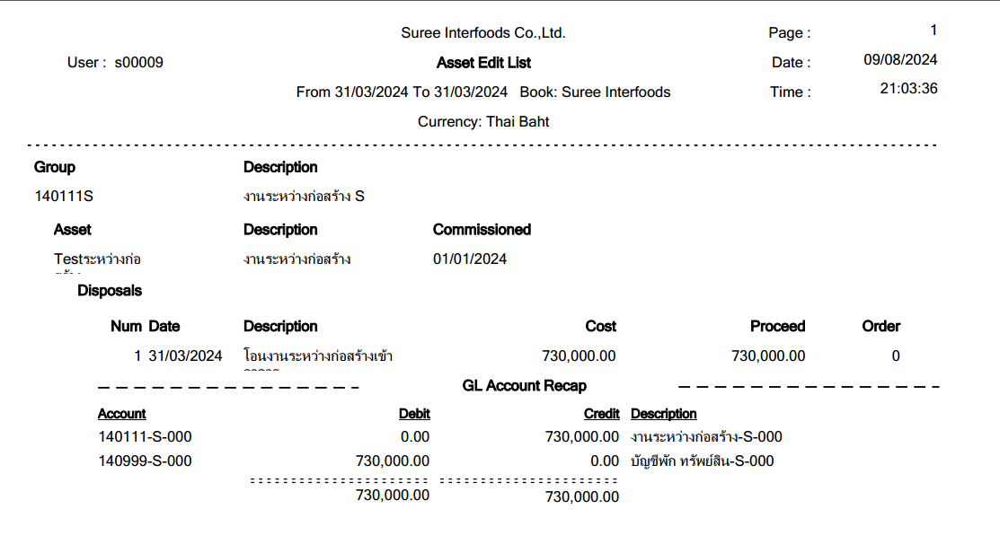 Suree Interfoods Co.,Ltd. Page : 1
User : s00009 Asset Edit List Date : 09/08/2024
From 31/03/2024 To 31/03/2024 Book: Suree Interfoods Time : 21:03:36
Currency: Thai Baht
Group Description
140111S งานระหว่างก่อสร้าง S
Asset Description Commissioned
Testระหว่างก่อ งานระหว่างก่อสร้าง 01/01/2024
Disposals
Num Date Description Cost Proceed Order
1 31/03/2024 โอนงานระหว่างก่อสร้างเข้า 730,000.00 730,000.00 0
GL Account Recap
Account Debit Credit Description
140111-S-000 0.00 730,000.00 งานระหว่างก่อสร้าง-S-000
140999-S-000 730,000.00 0.00 บัญชีพัก ทรัพย์สิน-S-000
730,000.00 730,000.00